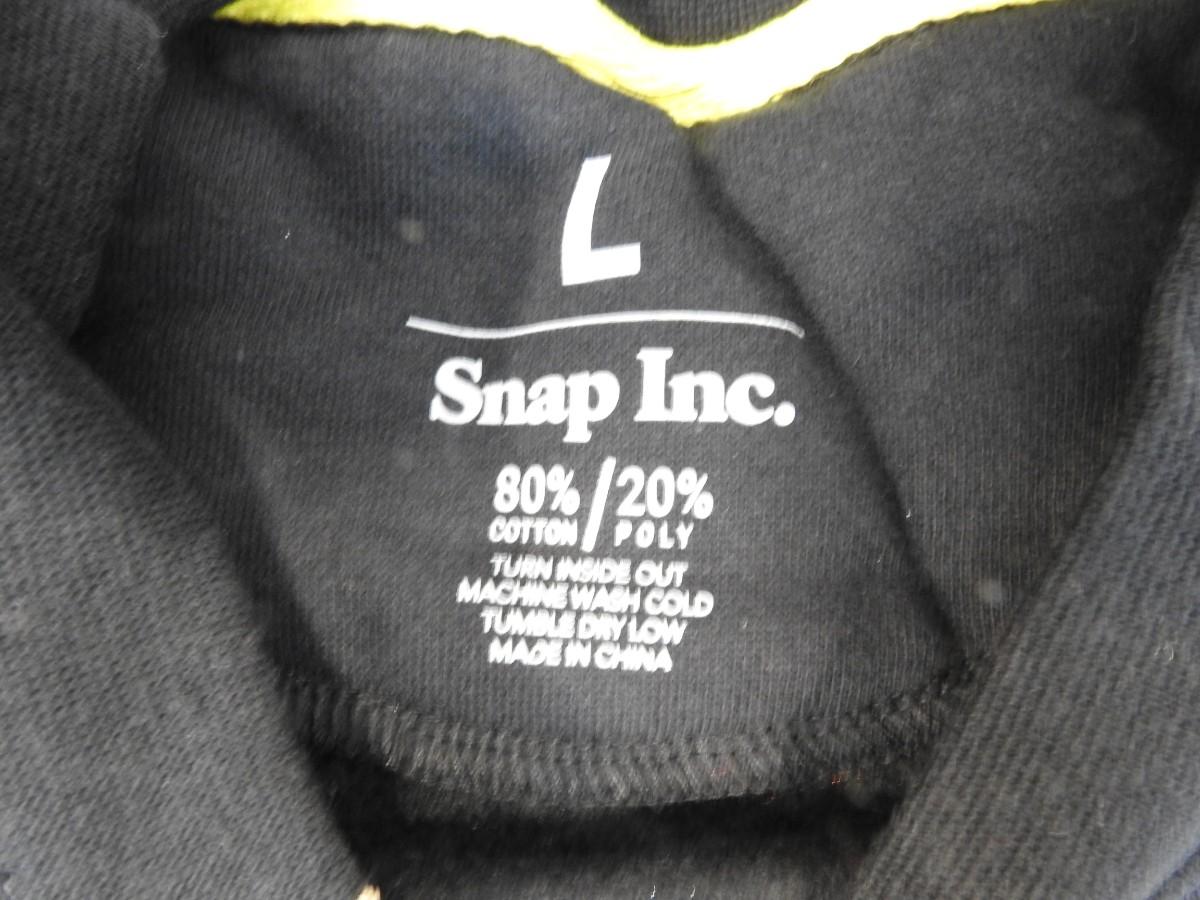 L
Snap Inc.
80% / 20%
COTTON POLY
TURN INSIDE OUT
MACHINE WASH COLD
TUMBLE DRY LOW
MADE IN CHINA